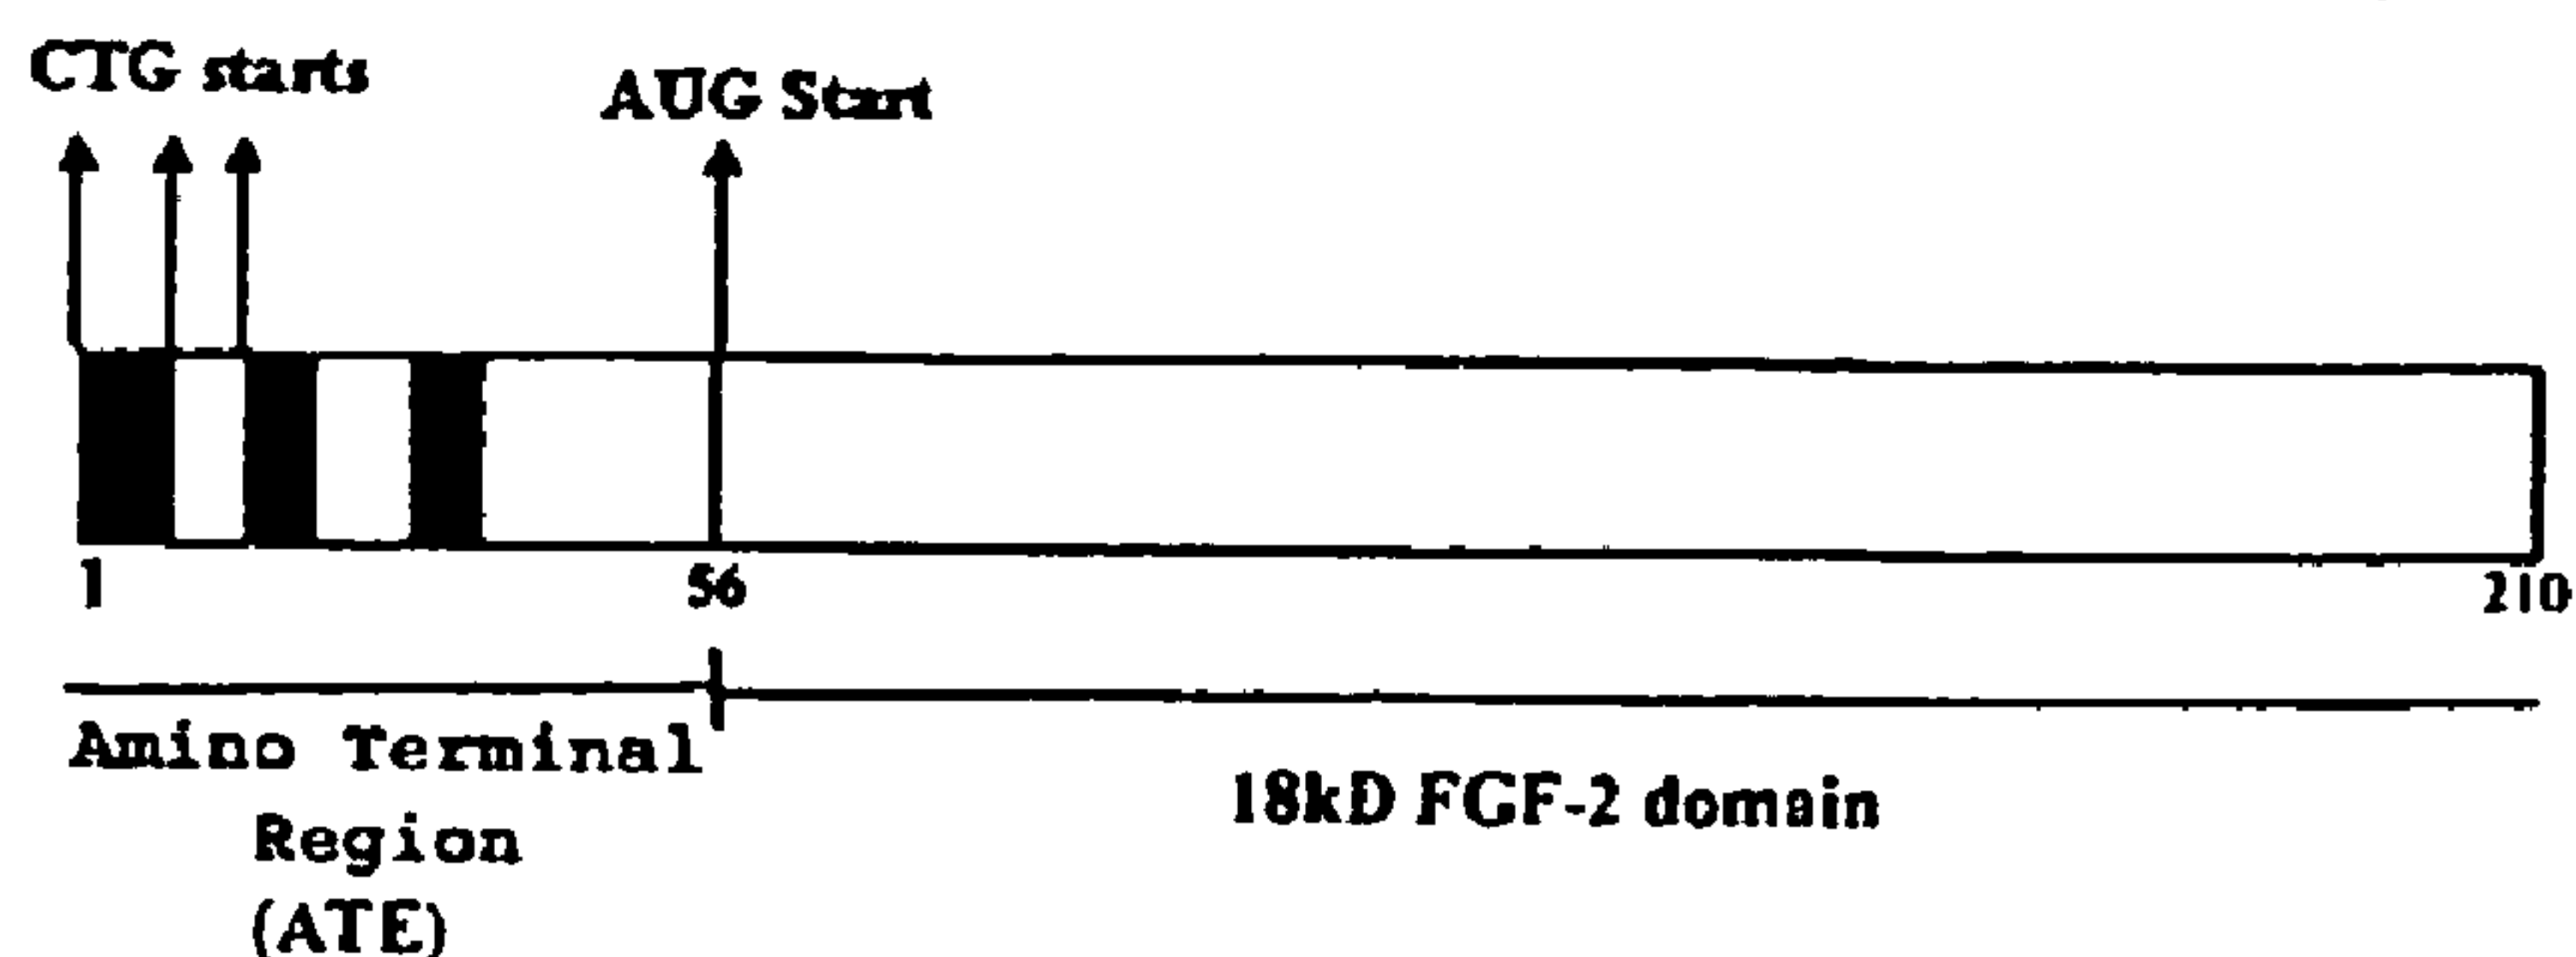 CTG starts
AUG Start
1
56
210
Amino Terminal
Region
(ATE)
18kD FGF-2 domain